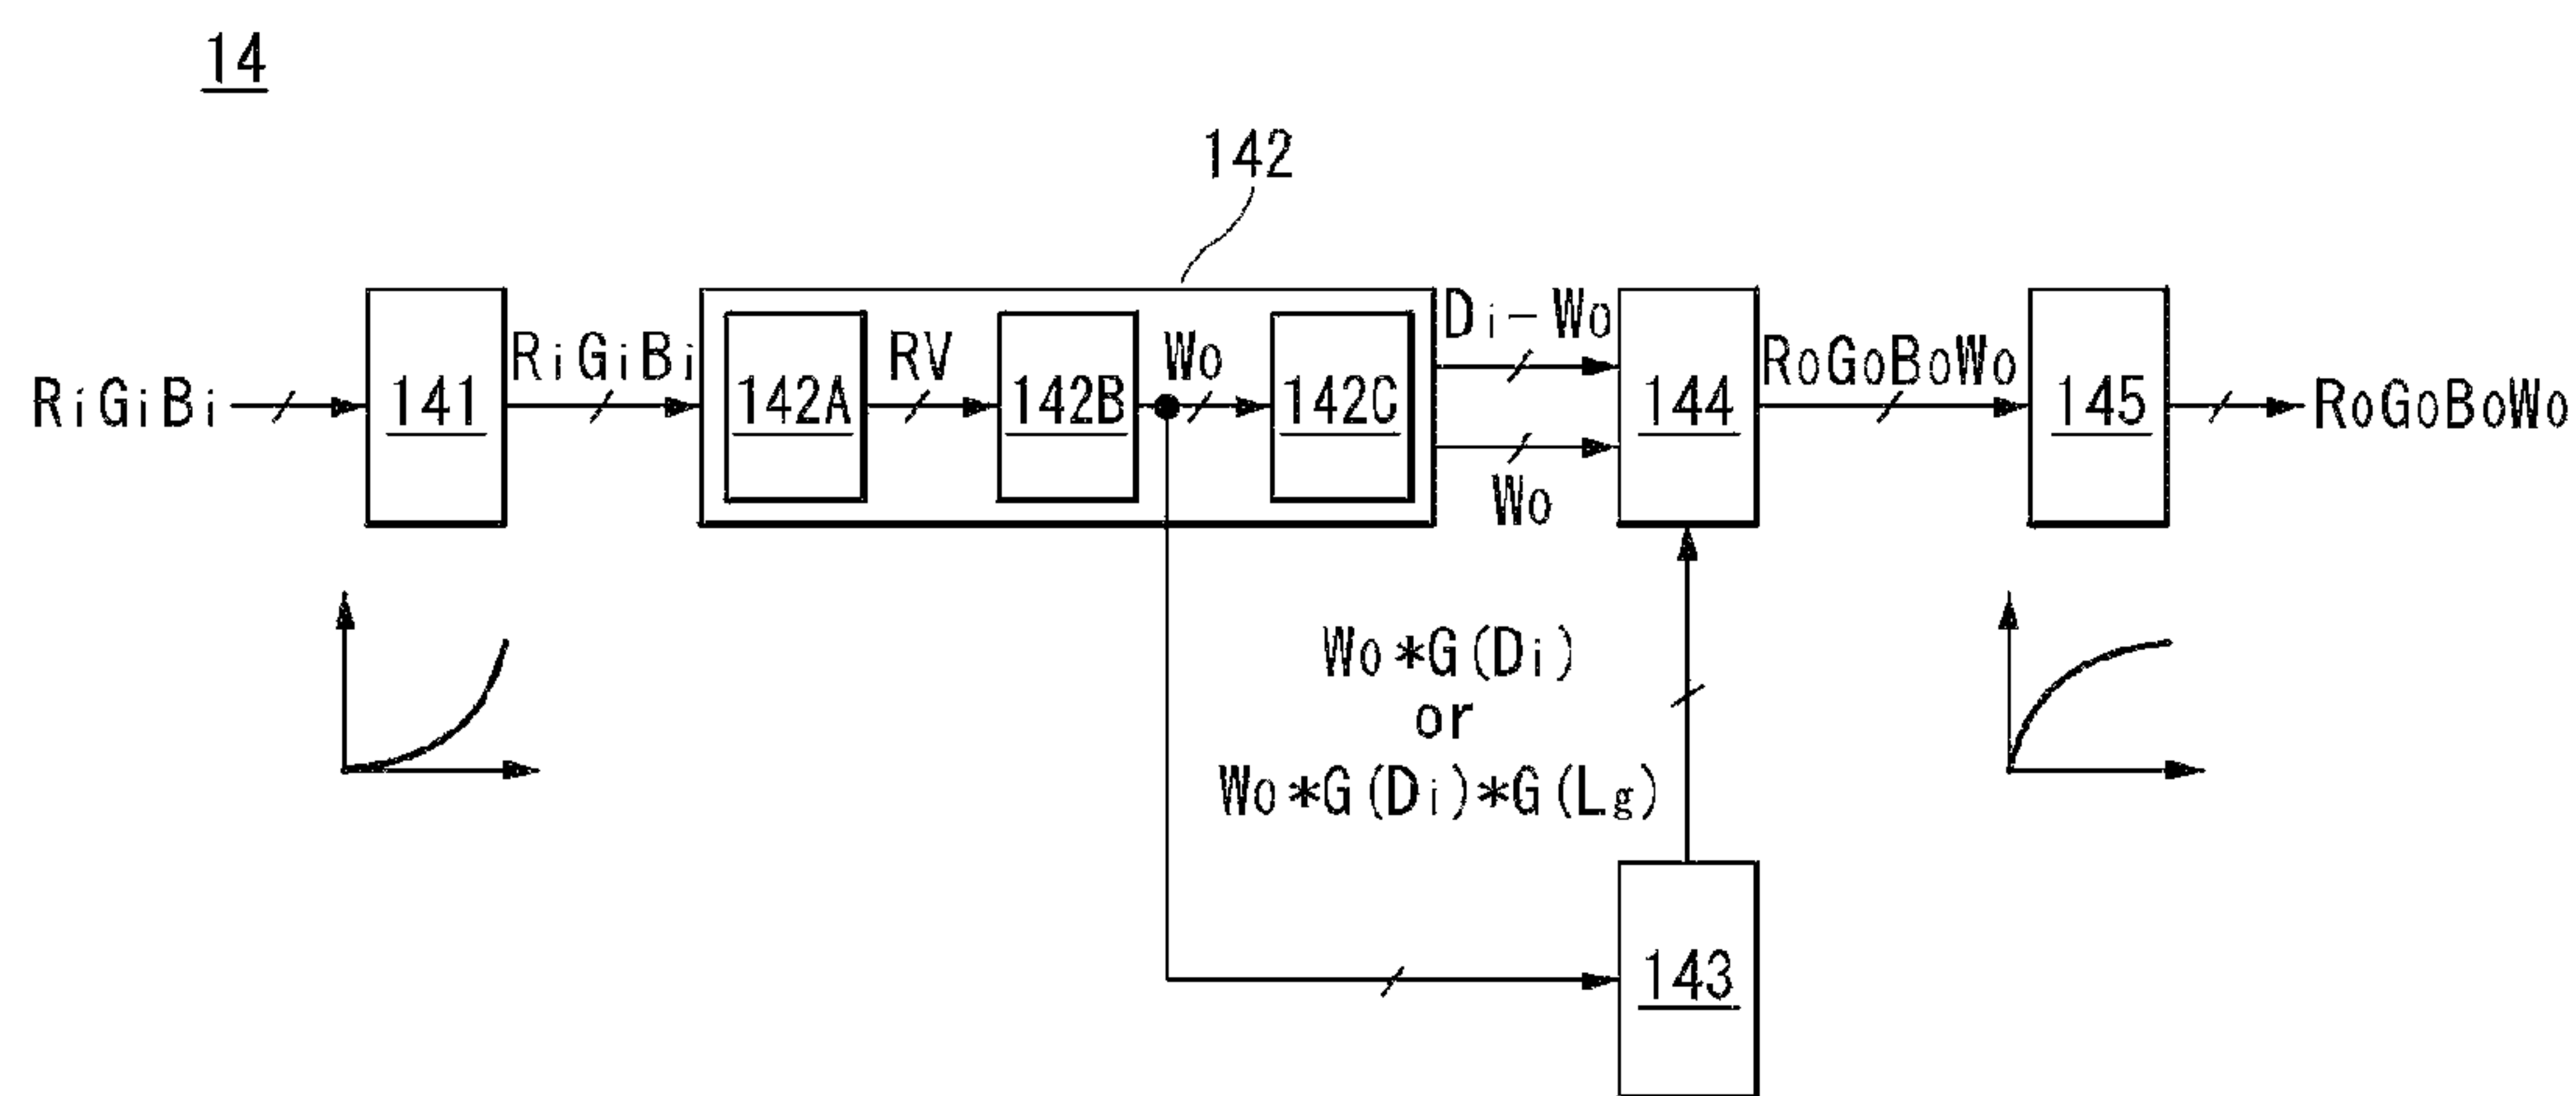 14
142
RiGiBi
141
RiGiBi
142A
RV
142B
Wo
142C
Di-Wo
Wo
144
RoGoBoWo
145
RoGoBoWo
Wo*G(Di)
or
Wo*G(Di)*G(Lg)
143